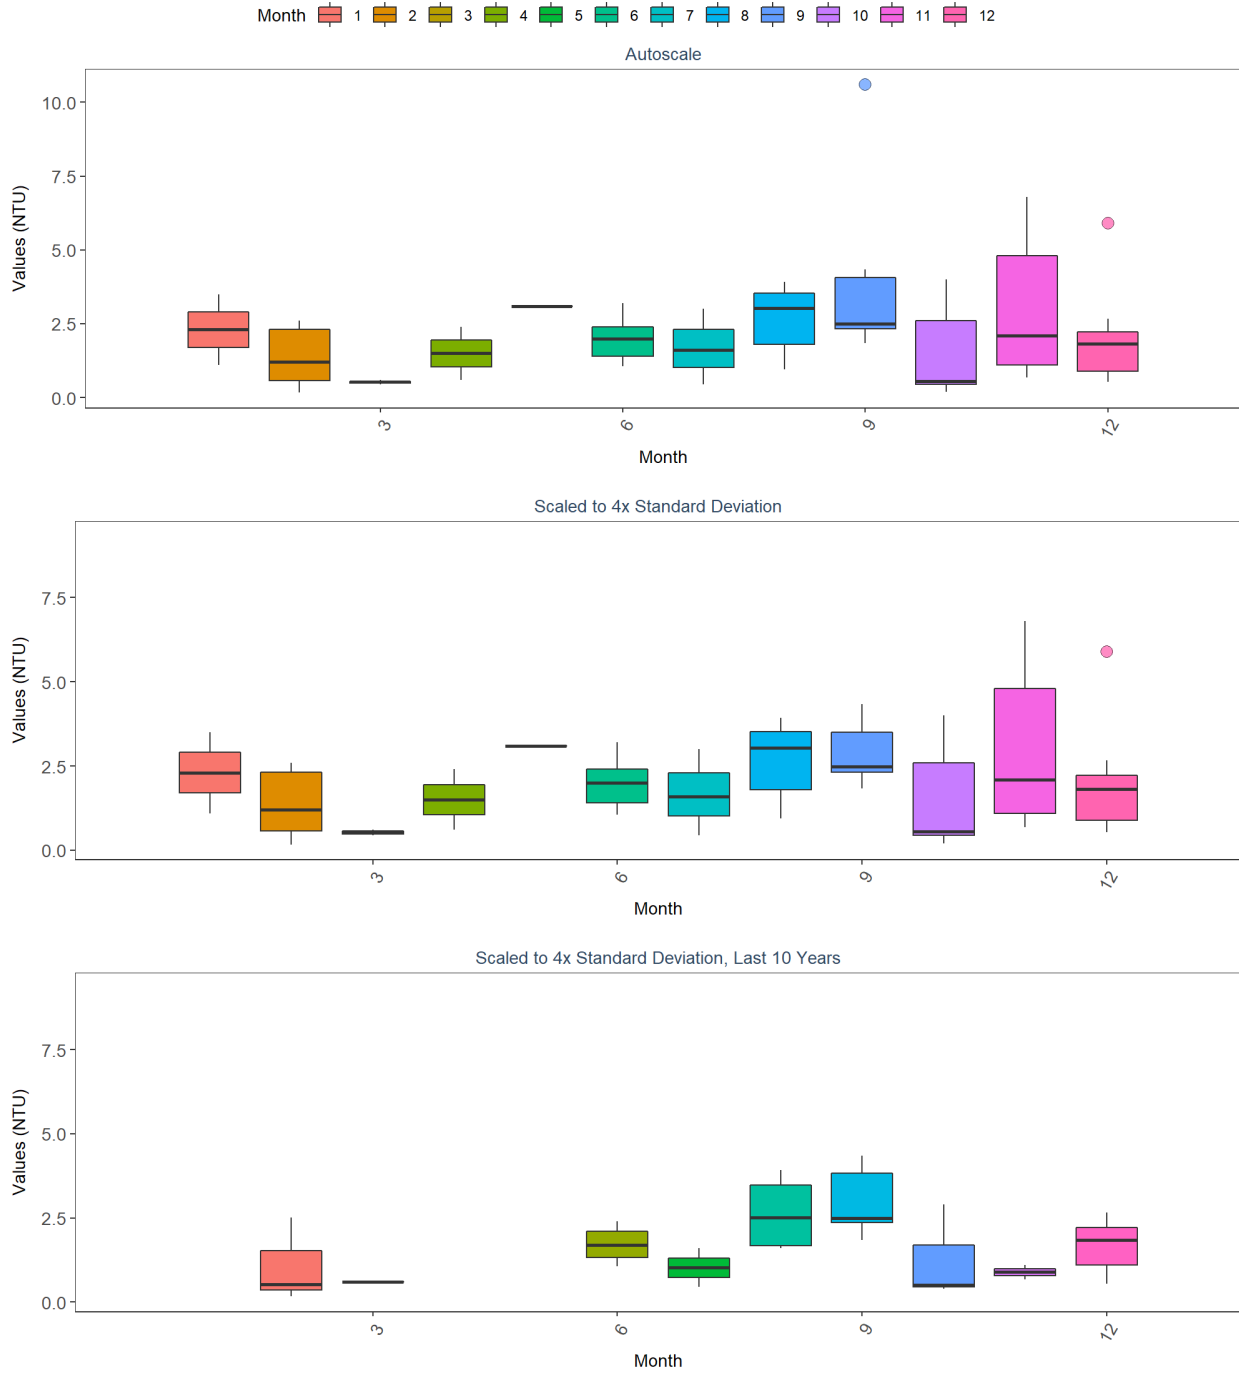 Month 1 2 3 4 5 6 7 8 9 10 11 12
Autoscale
Values (NTU)
10.0
7.5
5.0
2.5
0.0
3 6 9 12
Month
Scaled to 4x Standard Deviation
Values (NTU)
7.5
5.0
2.5
0.0
3 6 9 12
Month
Scaled to 4x Standard Deviation, Last 10 Years
Values (NTU)
7.5
5.0
2.5
0.0
3 6 9 12
Month